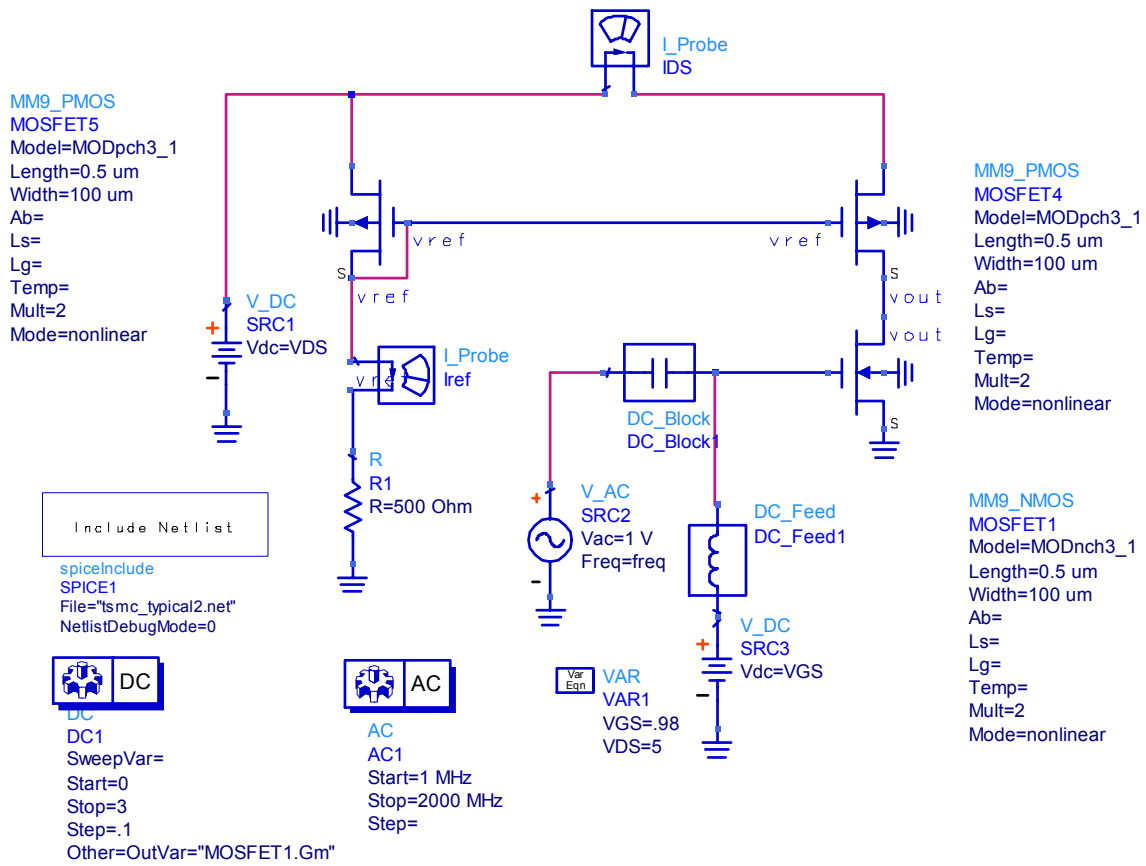 I_Probe
IDS
MM9_PMOS
MOSFET5
Model=MODpch3_1
Length=0.5 um
Width=100 um
Ab=
Ls=
Lg=
Temp=
Mult=2
Mode=nonlinear
MM9_PMOS
MOSFET4
Model=MODpch3_1
Length=0.5 um
Width=100 um
Ab=
Ls=
Lg=
Temp=
Mult=2
Mode=nonlinear
vref
vref
S
vref
S
vout
vout
S
V_DC
SRC1
Vdc=VDS
I_Probe
Iref
R
R1
R=500 Ohm
DC_Block
DC_Block1
V_AC
SRC2
Vac=1 V
Freq=freq
DC_Feed
DC_Feed1
V_DC
SRC3
Vdc=VGS
MM9_NMOS
MOSFET1
Model=MODnch3_1
Length=0.5 um
Width=100 um
Ab=
Ls=
Lg=
Temp=
Mult=2
Mode=nonlinear
Include Netlist
spiceInclude
SPICE1
File="tsmc_typical2.net"
NetlistDebugMode=0
DC
DC
DC1
SweepVar=
Start=0
Stop=3
Step=.1
Other=OutVar="MOSFET1.Gm"
AC
AC
AC1
Start=1 MHz
Stop=2000 MHz
Step=
Var
Eqn
VAR
VAR1
VGS=.98
VDS=5